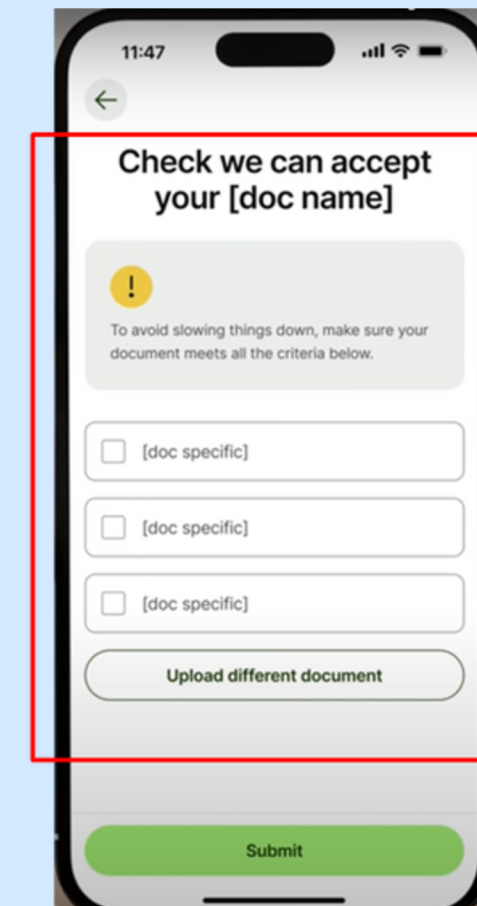 11:47
Check we can accept
your [doc name]
!
To avoid slowing things down, make sure your
document meets all the criteria below.
[doc specific]
[doc specific]
[doc specific]
Upload different document
Submit